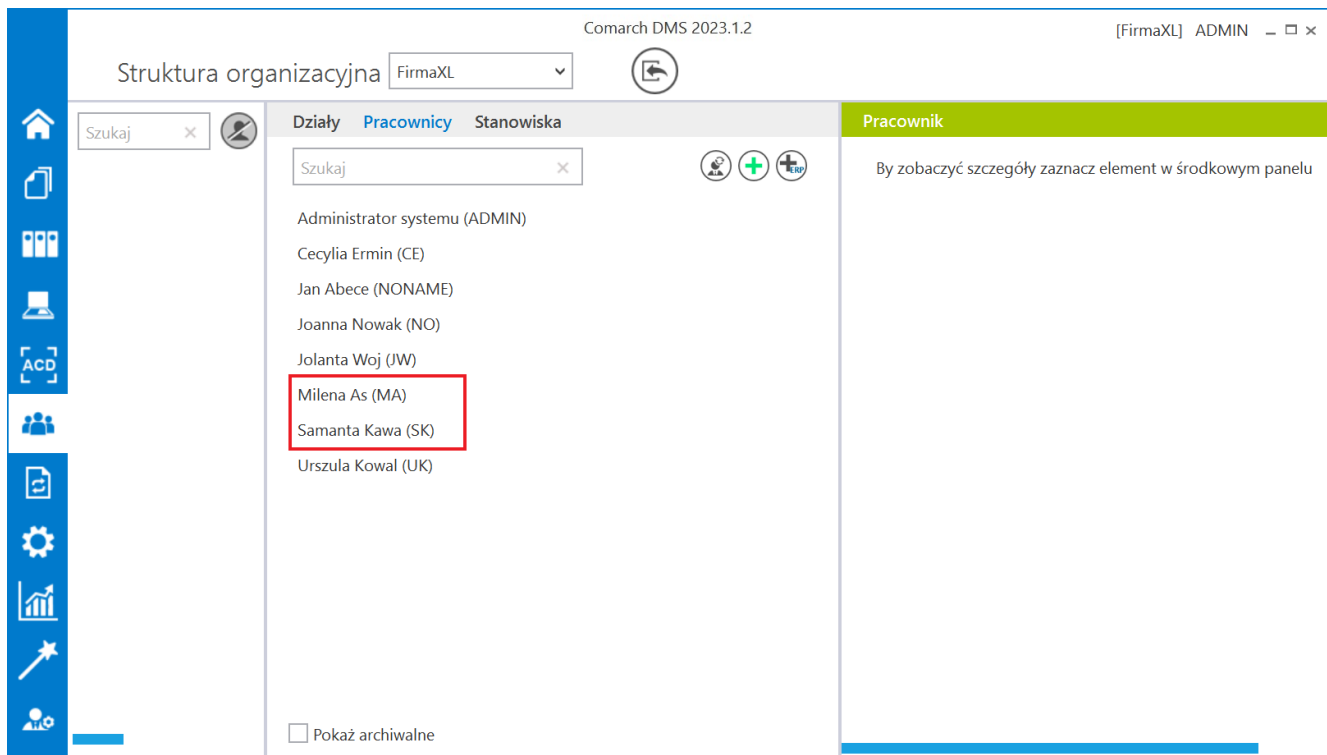 Comarch DMS 2023.1.2
[FirmaXL] ADMIN
Struktura organizacyjna FirmaXL
Szukaj
Działy Pracownicy Stanowiska
Szukaj
ERP
Administrator systemu (ADMIN)
Cecylia Ermin (CE)
Jan Abece (NONAME)
Joanna Nowak (NO)
Jolanta Woj (JW)
Milena As (MA)
Samanta Kawa (SK)
Urszula Kowal (UK)
Pokaż archiwalne
Pracownik
By zobaczyć szczegóły zaznacz element w środkowym panelu
ACD